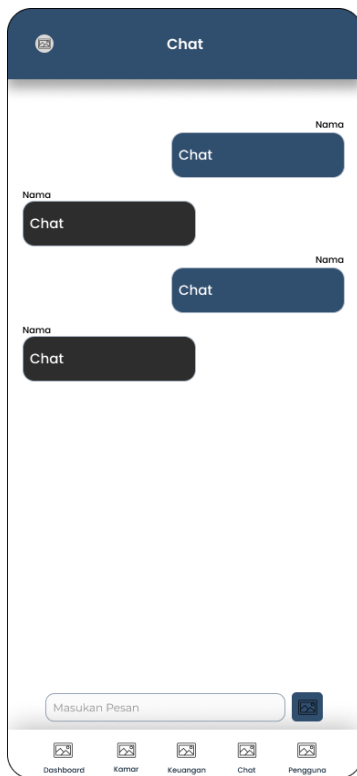 Chat
Nama
Chat
Nama
Chat
Nama
Chat
Nama
Chat
Masukan Pesan
Dashboard Kamar Keuangan Chat Pengguna